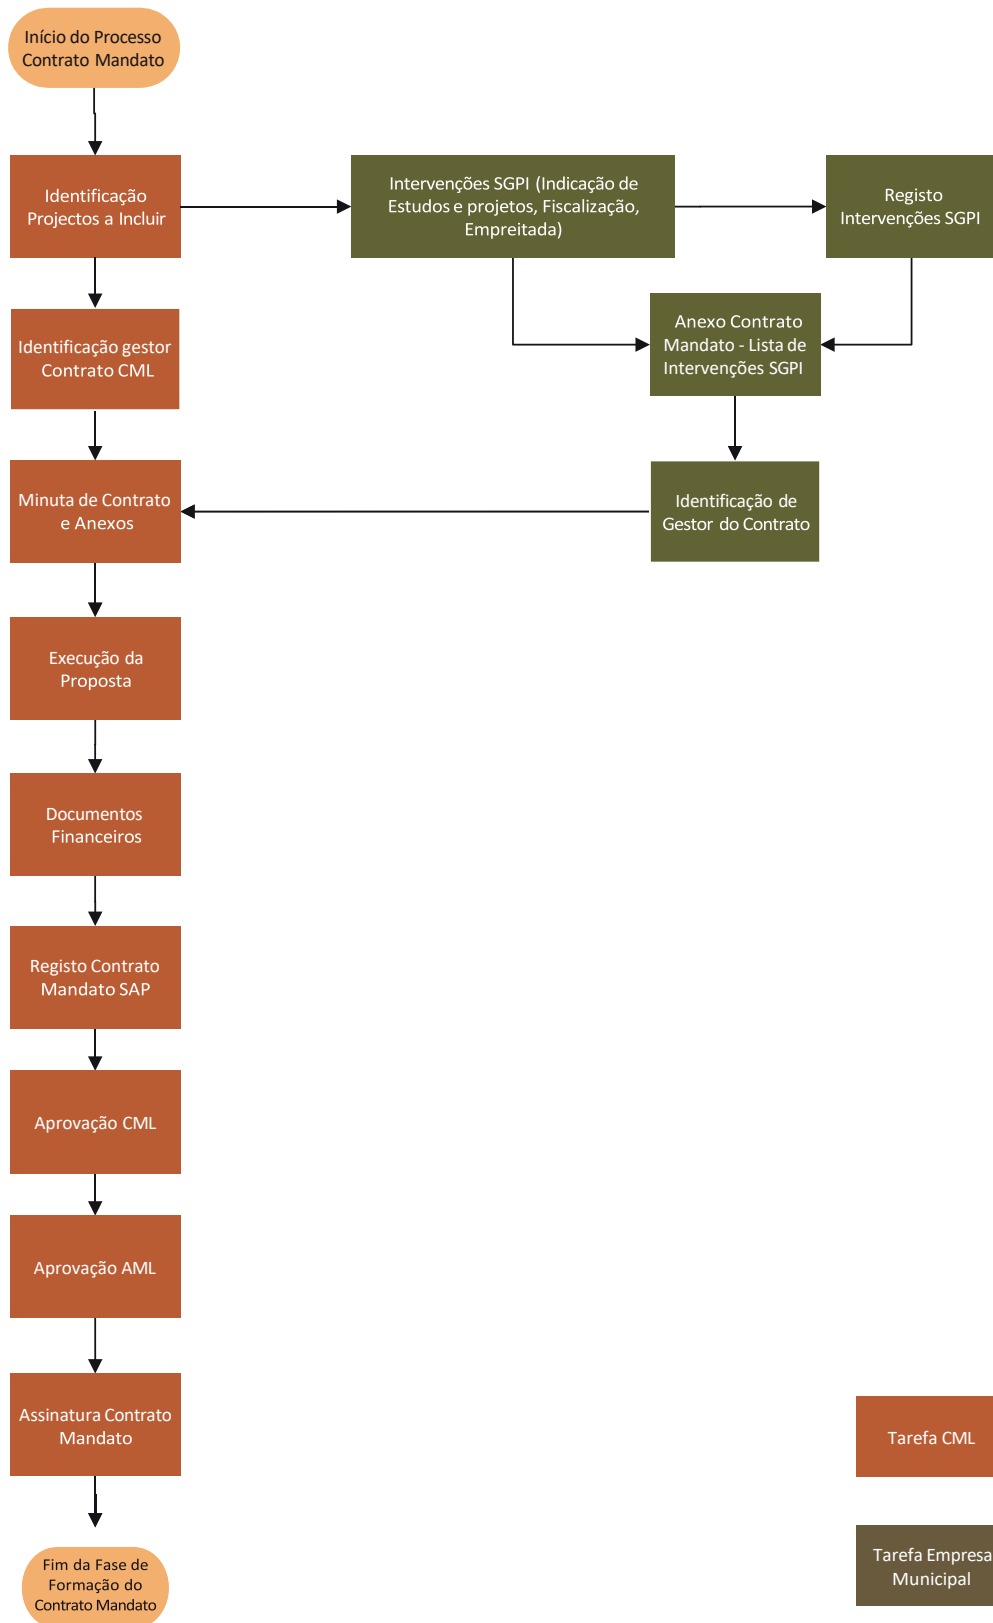 Início do Processo
Contrato Mandato
Identificação
Projectos a Incluir
Intervenções SGPI (Indicação de
Estudos e projetos, Fiscalização,
Empreitada)
Registo
Intervenções SGPI
Identificação gestor
Contrato CML
Anexo Contrato
Mandato - Lista de
Intervenções SGPI
Minuta de Contrato
e Anexos
Identificação de
Gestor do Contrato
Execução da
Proposta
Documentos
Financeiros
Registo Contrato
Mandato SAP
Aprovação CML
Aprovação AML
Assinatura Contrato
Mandato
Tarefa CML
Fim da Fase de
Formação do
Contrato Mandato
Tarefa Empresa
Municipal